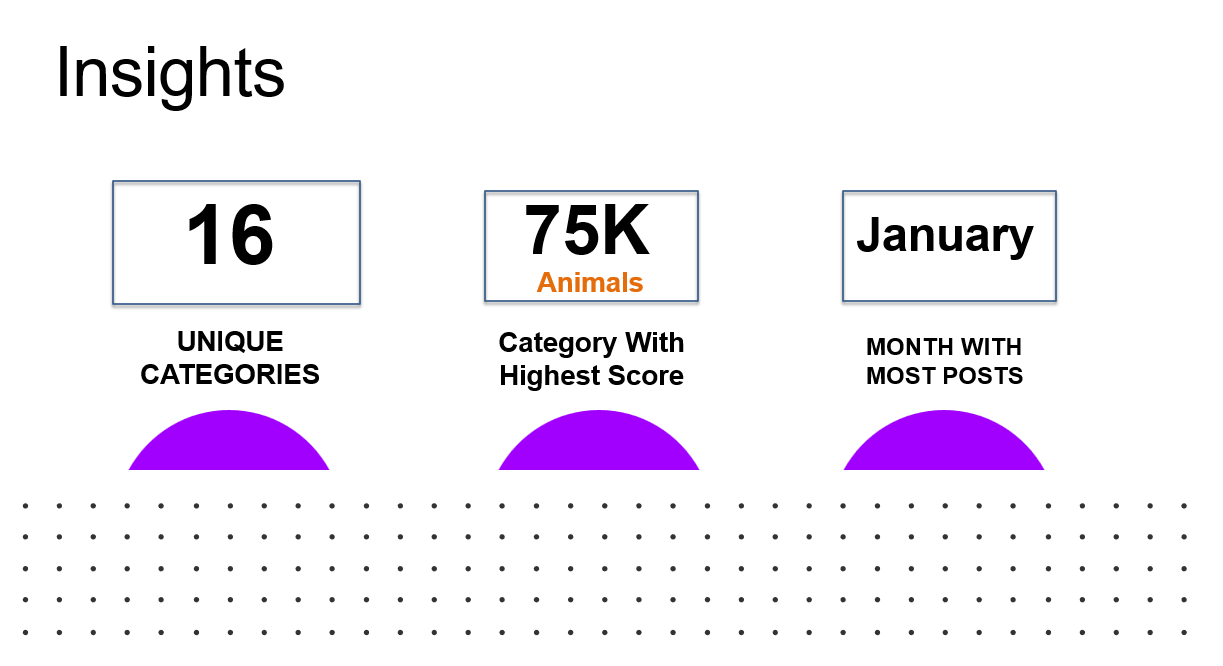 Insights
16
UNIQUE
CATEGORIES
75K
Animals
Category With
Highest Score
January
MONTH WITH
MOST POSTS